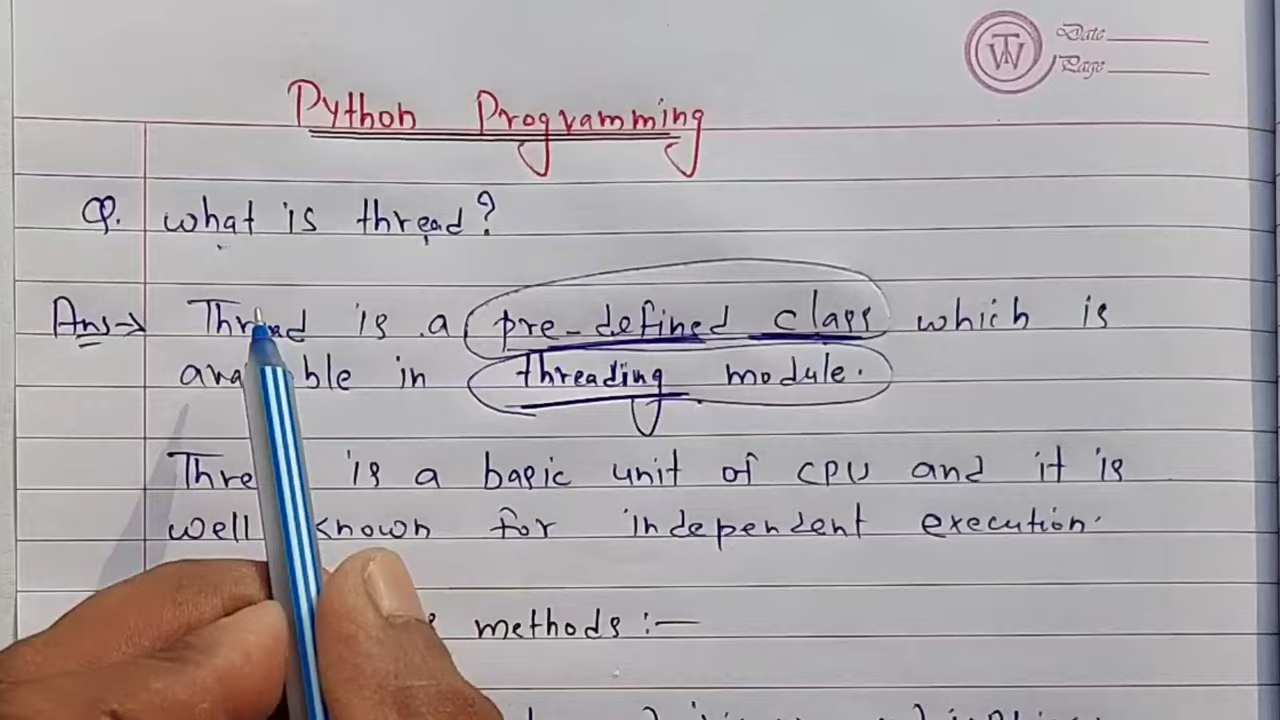 Date
Page
Python Programming
Q. what is thread?
Ans→ Thread is a pre-defined class which is
available in threading module.
is a basic unit of CPU and it is
well known for independent execution.
methods :—